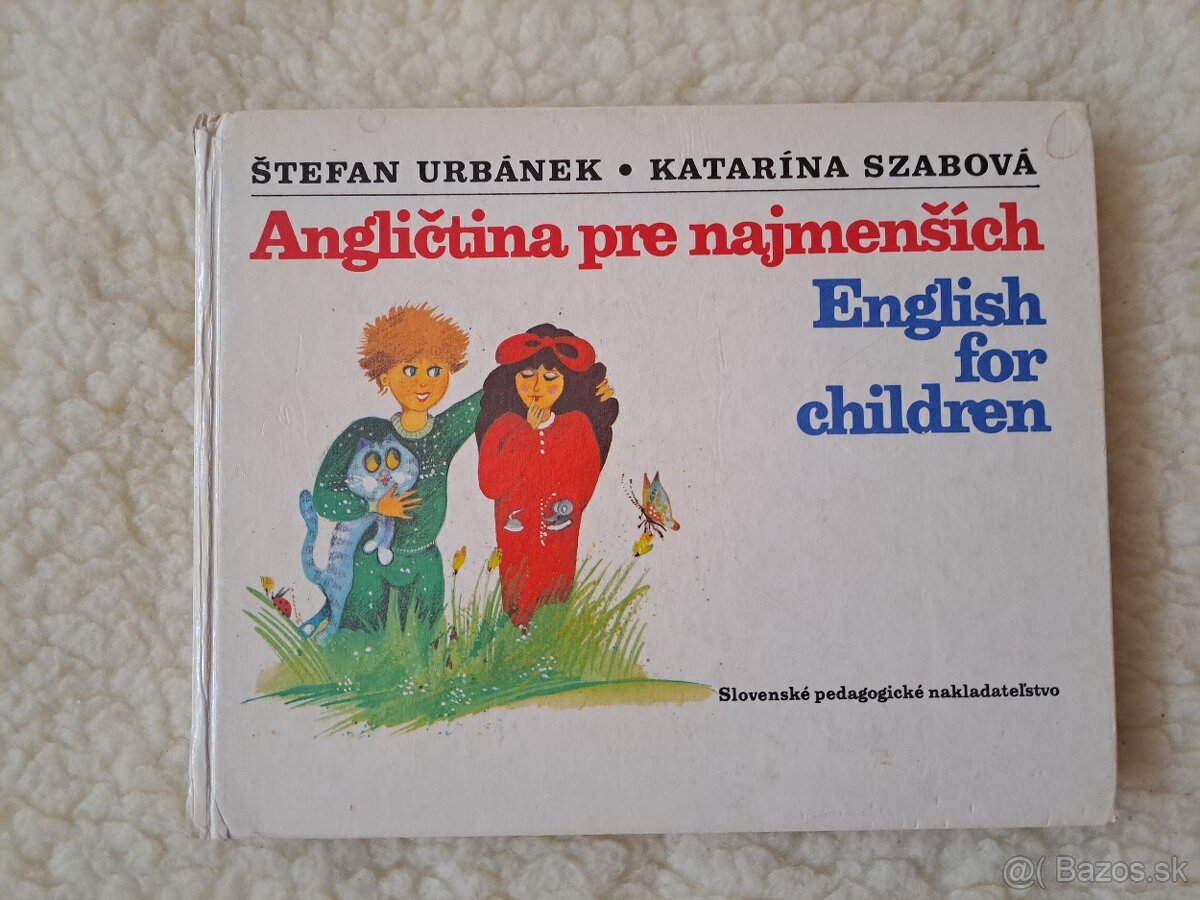 ŠTEFAN URBÁNEK • KATARÍNA SZABOVÁ
Angličtina pre najmenších
English
for
children
Slovenské pedagogické nakladateľstvo
@( Bazos.sk